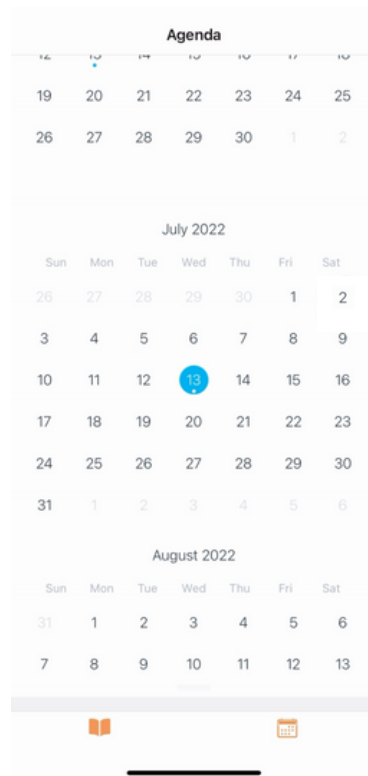 Agenda
19 20 21 22 23 24 25
26 27 28 29 30 1 2
July 2022
Sun Mon Tue Wed Thu Fri Sat
26 27 28 29 30 1 2
3 4 5 6 7 8 9
10 11 12 13 14 15 16
17 18 19 20 21 22 23
24 25 26 27 28 29 30
31 1 2 3 4 5 6
August 2022
Sun Mon Tue Wed Thu Fri Sat
31 1 2 3 4 5 6
7 8 9 10 11 12 13